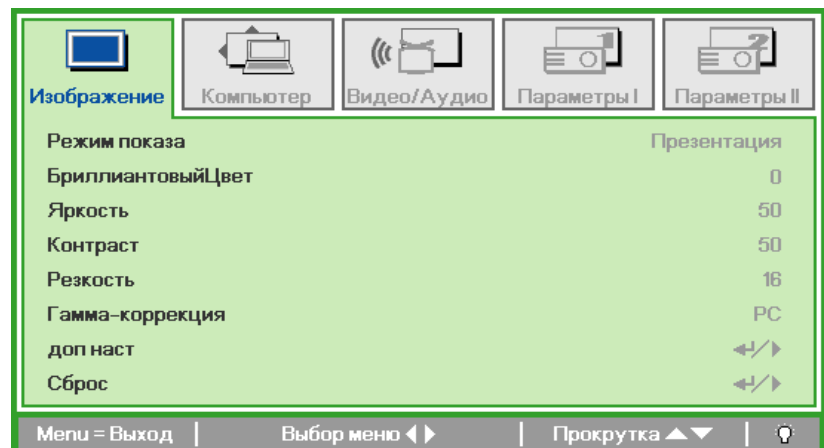 Изображение
Компьютер
Видео/Аудио
Параметры I
Параметры II
Режим показа Презентация
БриллиантовыйЦвет 0
Яркость 50
Контраст 50
Резкость 16
Гамма-коррекция PC
доп наст ↵/▶
Сброс ↵/▶
Menu = Выход | Выбор меню ◀▶ | Прокрутка ▲▼ |